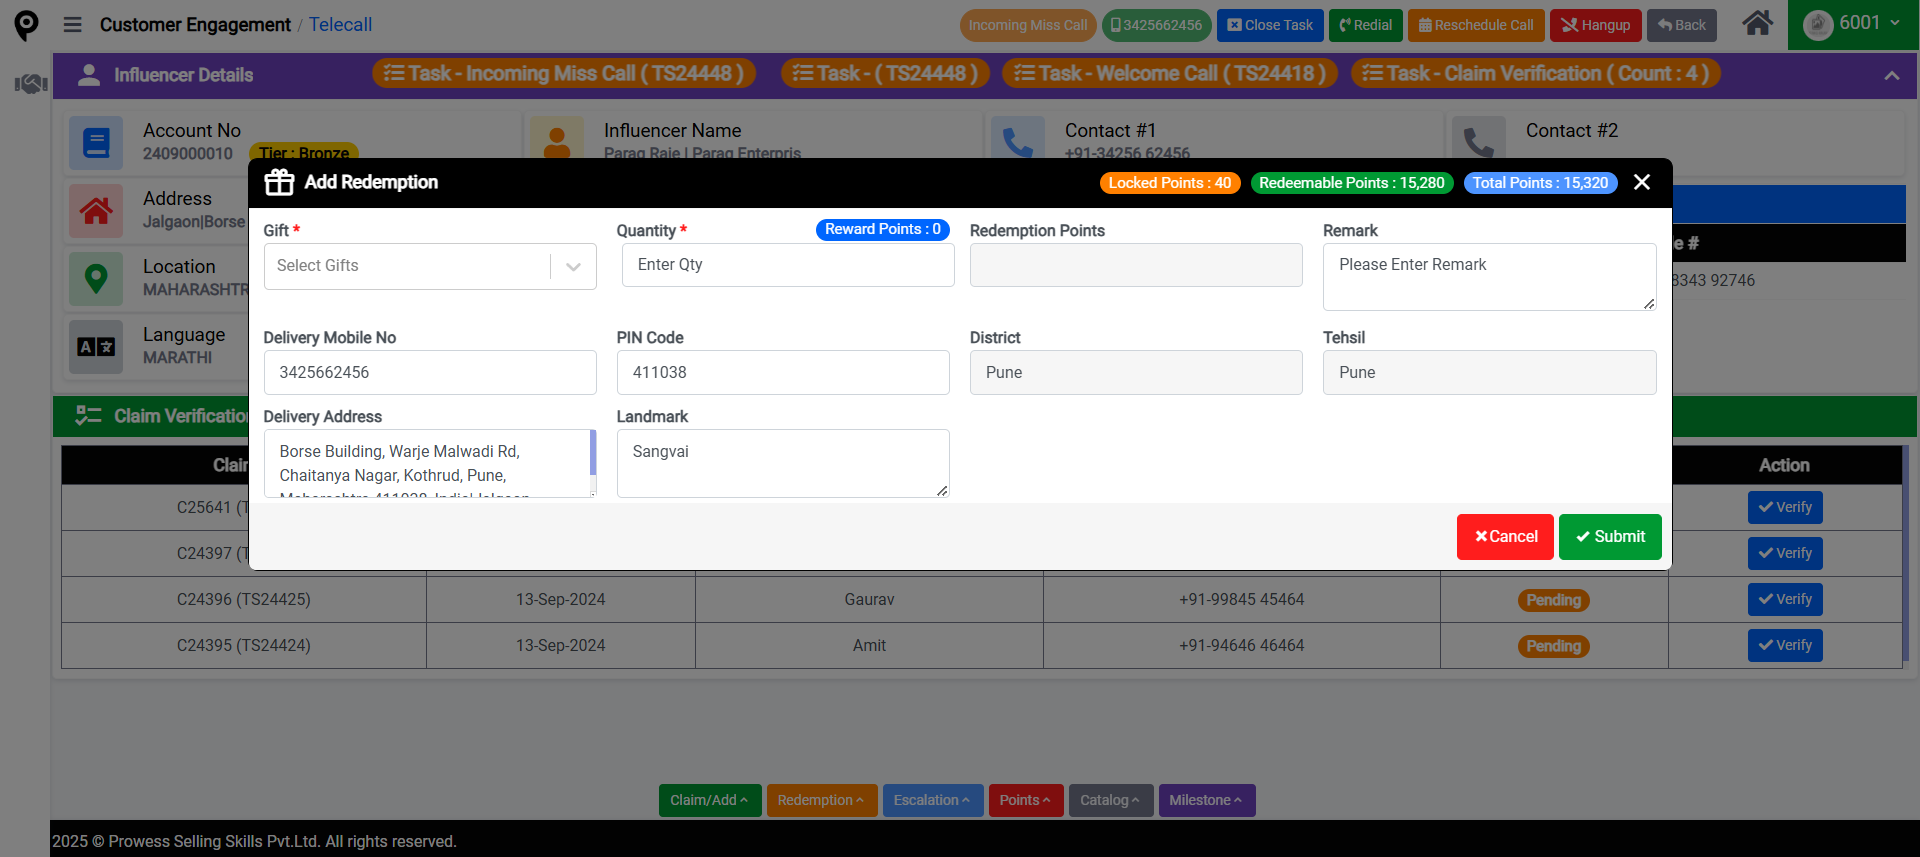 Customer Engagement / Telecall
Incoming Miss Call
3425662456
Close Task
Redial
Reschedule Call
Hangup
Back
6001
Influencer Details
Task - Incoming Miss Call ( TS24448 )
Task - ( TS24448 )
Task - Welcome Call ( TS24418 )
Task - Claim Verification ( Count : 4 )
Account No
2409000010
Tier : Bronze
Influencer Name
Parag Raje | Parag Enterpris
Contact #1
+91-34256 62456
Contact #2
Address
Jalgaon|Borse
Location
MAHARASHTR
Language
MARATHI
e #
8343 92746
Add Redemption
Locked Points : 40
Redeemable Points : 15,280
Total Points : 15,320
Gift *
Select Gifts
Quantity *
Reward Points : 0
Enter Qty
Redemption Points
Remark
Please Enter Remark
Delivery Mobile No
3425662456
PIN Code
411038
District
Pune
Tehsil
Pune
Delivery Address
Borse Building, Warje Malwadi Rd,
Chaitanya Nagar, Kothrud, Pune,
Maharashtra 411038, India|Jalgaon
Landmark
Sangvai
Cancel
Submit
Claim Verification
Clai
Action
C25641 (T
Verify
C24397 (T
Verify
C24396 (TS24425)
13-Sep-2024
Gaurav
+91-99845 45464
Pending
Verify
C24395 (TS24424)
13-Sep-2024
Amit
+91-94646 46464
Pending
Verify
Claim/Add
Redemption
Escalation
Points
Catalog
Milestone
2025 © Prowess Selling Skills Pvt.Ltd. All rights reserved.